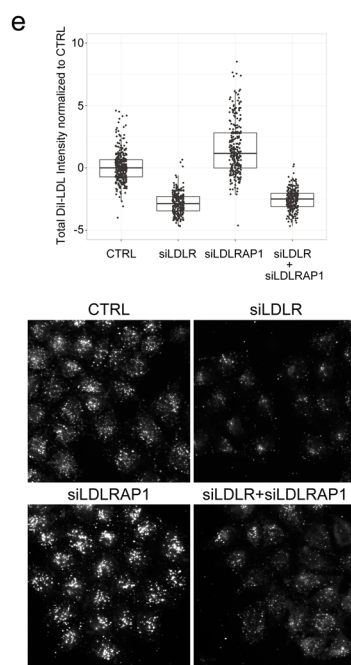 e
Total DiI-LDL Intensity normalized to CTRL
10
5
0
-5
CTRL
siLDLR
siLDLRAP1
siLDLR
+
siLDLRAP1
CTRL
siLDLR
siLDLRAP1
siLDLR+siLDLRAP1